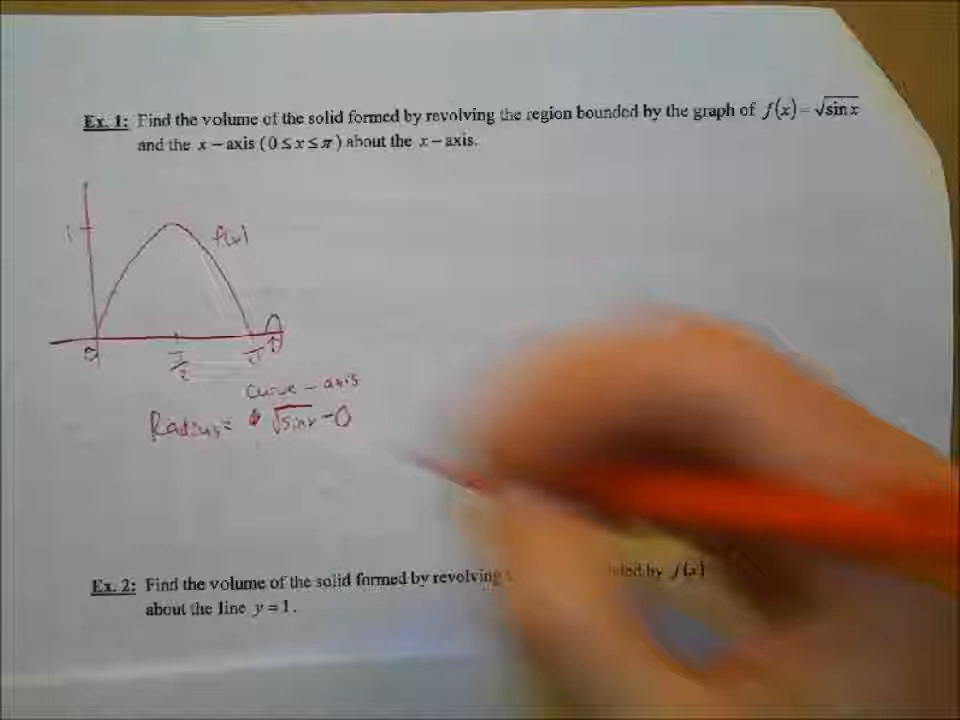 Ex. 1: Find the volume of the solid formed by revolving the region bounded by the graph of f(x) = √sin x
and the x – axis (0 ≤ x ≤ π) about the x – axis.
1
f(x)
0
π/2
π
curve – axis
Radius = √sinx - 0
Ex. 2: Find the volume of the solid formed by revolving by f(x)
about the line y = 1.